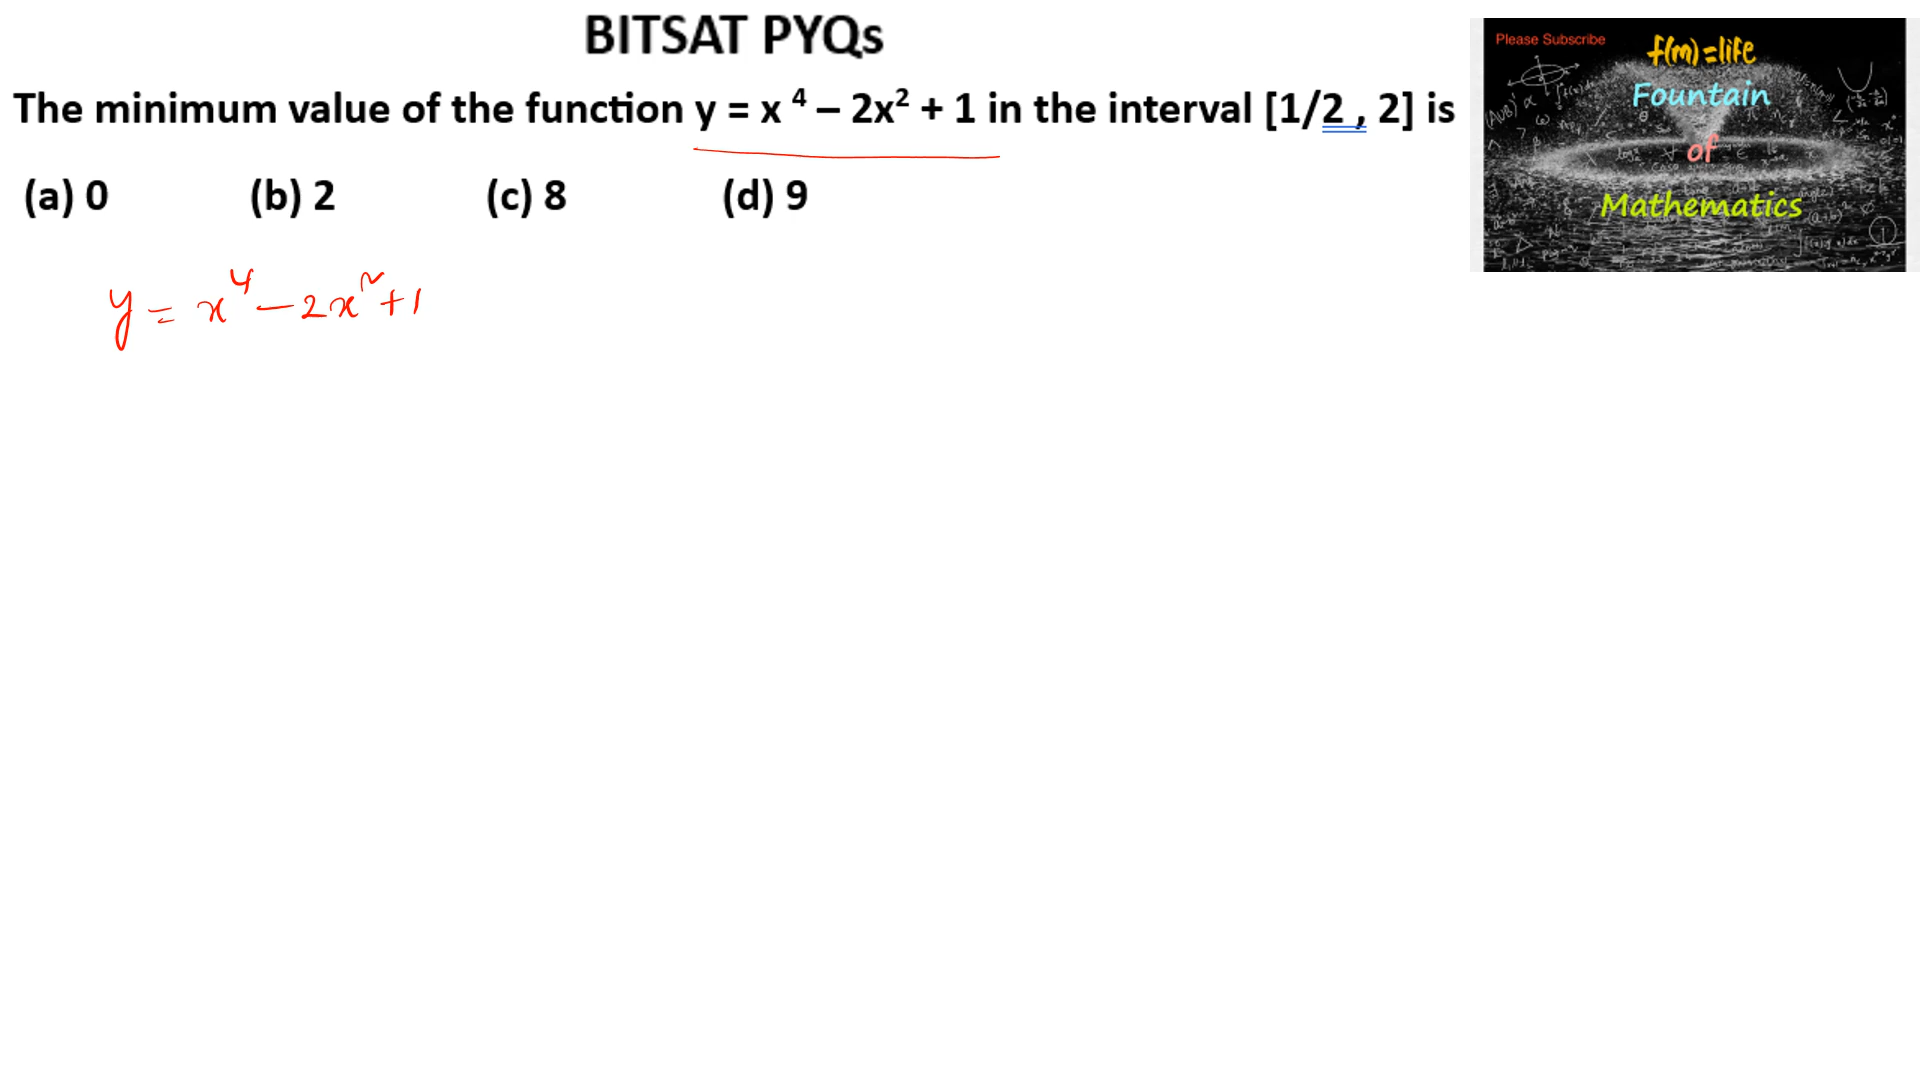 BITSAT PYQs
The minimum value of the function y = x ⁴ – 2x² + 1 in the interval [1/2 , 2] is
(a) 0 (b) 2 (c) 8 (d) 9
y = x⁴ – 2x² + 1
Please Subscribe
f(m)=life
Fountain
of
Mathematics